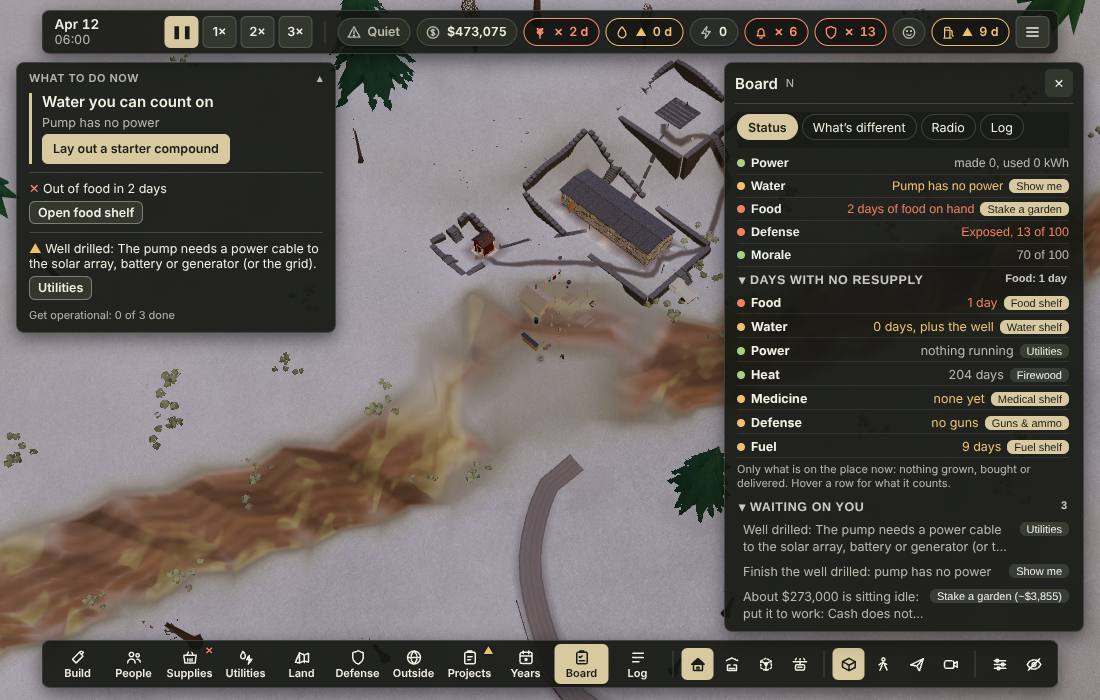 Apr 12
06:00
1×
2×
3×
Quiet
$473,075
× 2 d
0 d
0
× 6
× 13
9 d
WHAT TO DO NOW
Water you can count on
Pump has no power
Lay out a starter compound
× Out of food in 2 days
Open food shelf
Well drilled: The pump needs a power cable to
the solar array, battery or generator (or the grid).
Utilities
Get operational: 0 of 3 done
Board N
Status
What's different
Radio
Log
Power made 0, used 0 kWh
Water Pump has no power Show me
Food 2 days of food on hand Stake a garden
Defense Exposed, 13 of 100
Morale 70 of 100
DAYS WITH NO RESUPPLY Food: 1 day
Food 1 day Food shelf
Water 0 days, plus the well Water shelf
Power nothing running Utilities
Heat 204 days Firewood
Medicine none yet Medical shelf
Defense no guns Guns & ammo
Fuel 9 days Fuel shelf
Only what is on the place now: nothing grown, bought or
delivered. Hover a row for what it counts.
WAITING ON YOU 3
Well drilled: The pump needs a power cable Utilities
to the solar array, battery or generator (or t...
Finish the well drilled: pump has no power Show me
About $273,000 is sitting idle: Stake a garden (~$3,855)
put it to work: Cash does not...
Build
People
Supplies
Utilities
Land
Defense
Outside
Projects
Years
Board
Log